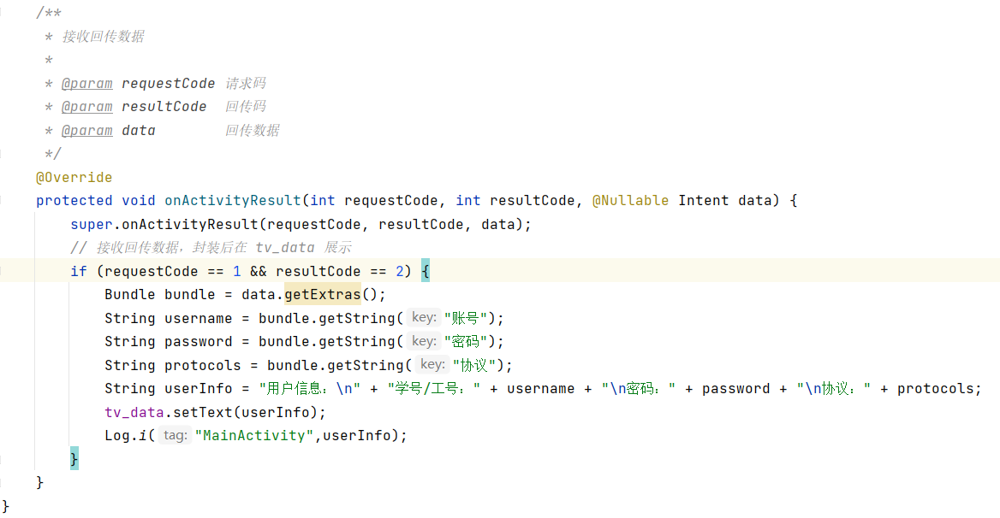 /**
 * 接收回传数据
 *
 * @param requestCode 请求码
 * @param resultCode  回传码
 * @param data        回传数据
 */
@Override
protected void onActivityResult(int requestCode, int resultCode, @Nullable Intent data) {
    super.onActivityResult(requestCode, resultCode, data);
    // 接收回传数据，封装后在 tv_data 展示
    if (requestCode == 1 && resultCode == 2) {
        Bundle bundle = data.getExtras();
        String username = bundle.getString( key: "账号");
        String password = bundle.getString( key: "密码");
        String protocols = bundle.getString( key: "协议");
        String userInfo = "用户信息：\n" + "学号/工号：" + username + "\n密码：" + password + "\n协议：" + protocols;
        tv_data.setText(userInfo);
        Log.i( tag: "MainActivity",userInfo);
    }
}
}